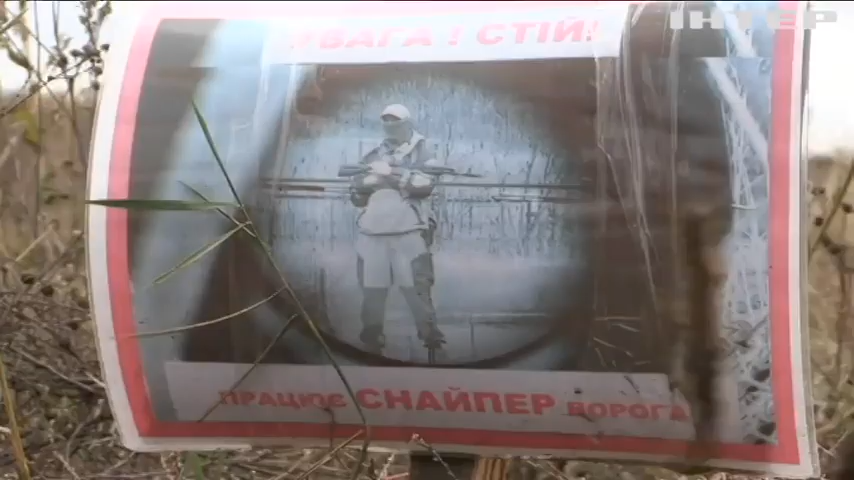 ІНТЕР
УВАГА ! СТІЙ!
ПРАЦЮЄ СНАЙПЕР ВОРОГА